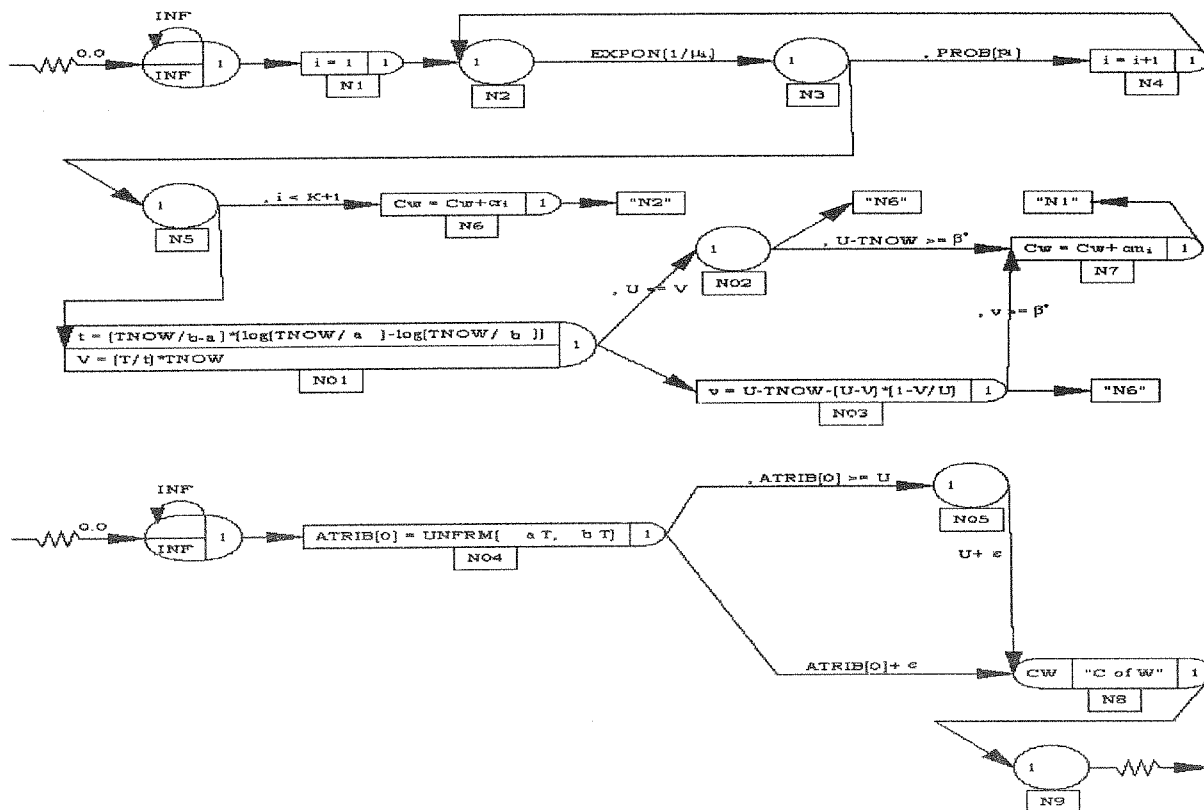 INF
0.0
INF
1
i = 1
1
N1
1
N2
EXPON[1/μi]
1
N3
, PROB[pi]
i = i+1
1
N4
1
N5
, i < K+1
Cw = Cw+αi
1
N6
"N2"
1
N02
"N6"
"N1"
, U-TNOW >= β*
Cw = Cw+ αm i
1
N7
, U <= V
, v >= β*
t = [TNOW/b-a]*[log[TNOW/ a ]-log[TNOW/ b ]]
V = [T/t]*TNOW
1
N01
v = U-TNOW-[U-V]*[1-V/U]
1
N03
"N6"
INF
0.0
INF
1
ATRIB[0] = UNFRM[ a T, b T]
1
N04
, ATRIB[0] >= U
1
N05
U+ ε
ATRIB[0]+ ε
CW
"C of W"
1
N8
1
N9